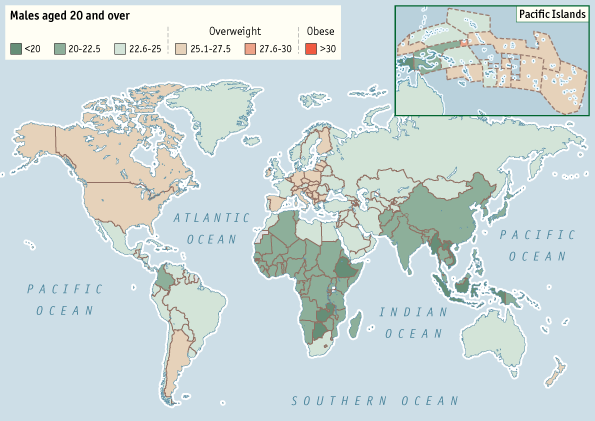 Males aged 20 and over
Overweight Obese
<20 20-22.5 22.6-25 25.1-27.5 27.6-30 >30
Pacific Islands
ATLANTIC
OCEAN
PACIFIC
OCEAN
PACIFIC
OCEAN
INDIAN
OCEAN
SOUTHERN OCEAN